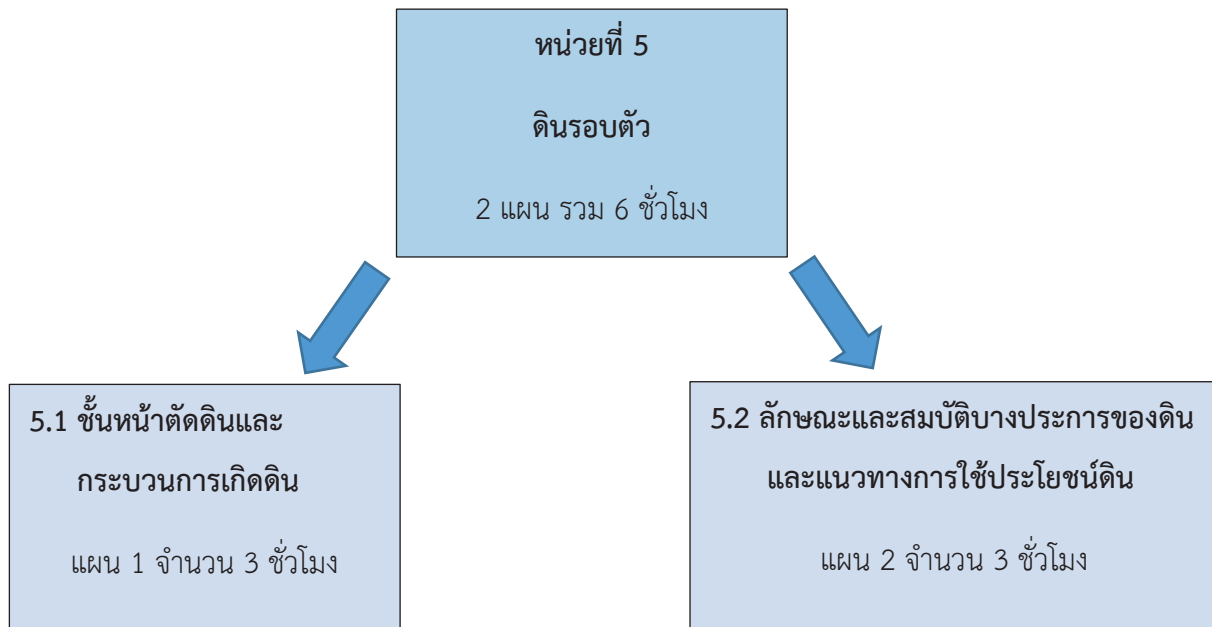 หน่วยที่ 5
ดินรอบตัว
2 แผน รวม 6 ชั่วโมง
5.1 ชั้นหน้าตัดดินและ
กระบวนการเกิดดิน
แผน 1 จำนวน 3 ชั่วโมง
5.2 ลักษณะและสมบัติบางประการของดิน
และแนวทางการใช้ประโยชน์ดิน
แผน 2 จำนวน 3 ชั่วโมง